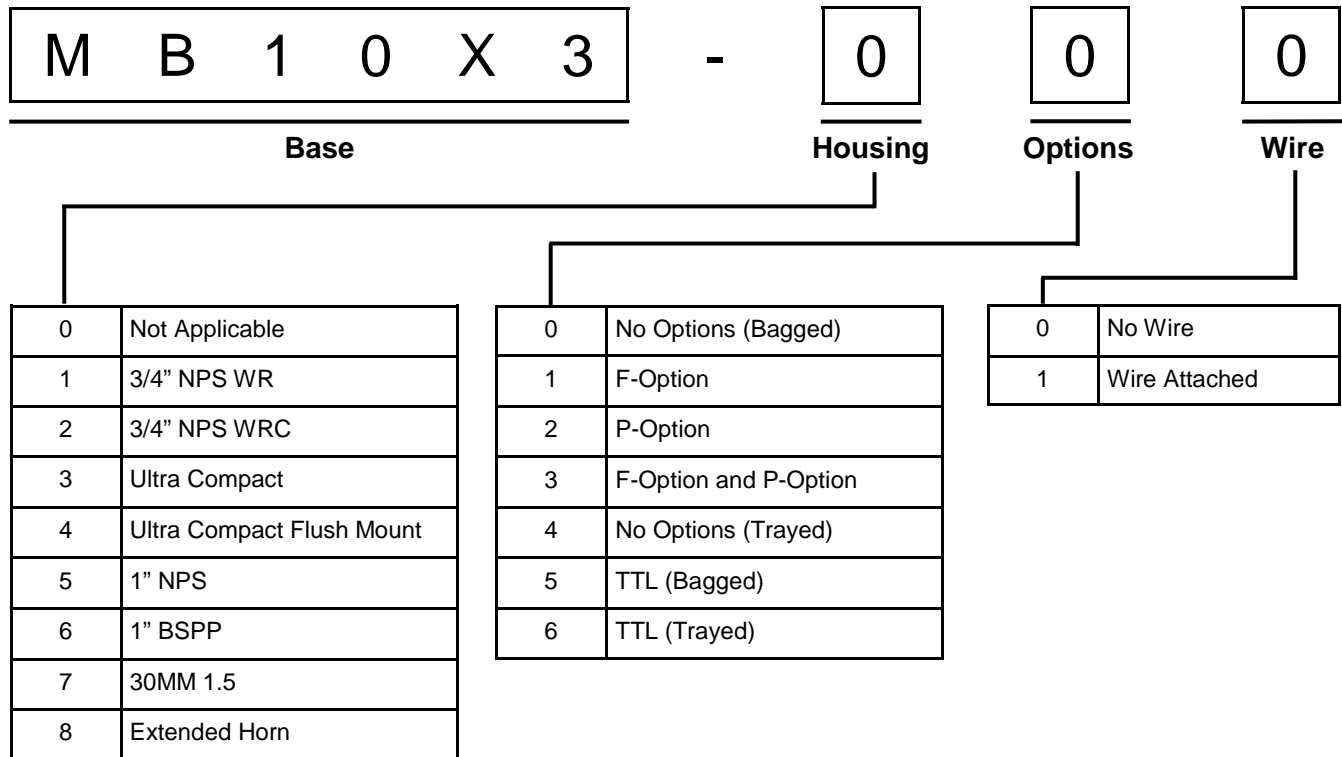 M B 1 0 X 3 - 0 0 0
Base Housing Options Wire
0 Not Applicable
1 3/4” NPS WR
2 3/4” NPS WRC
3 Ultra Compact
4 Ultra Compact Flush Mount
5 1” NPS
6 1” BSPP
7 30MM 1.5
8 Extended Horn
0 No Options (Bagged)
1 F-Option
2 P-Option
3 F-Option and P-Option
4 No Options (Trayed)
5 TTL (Bagged)
6 TTL (Trayed)
0 No Wire
1 Wire Attached